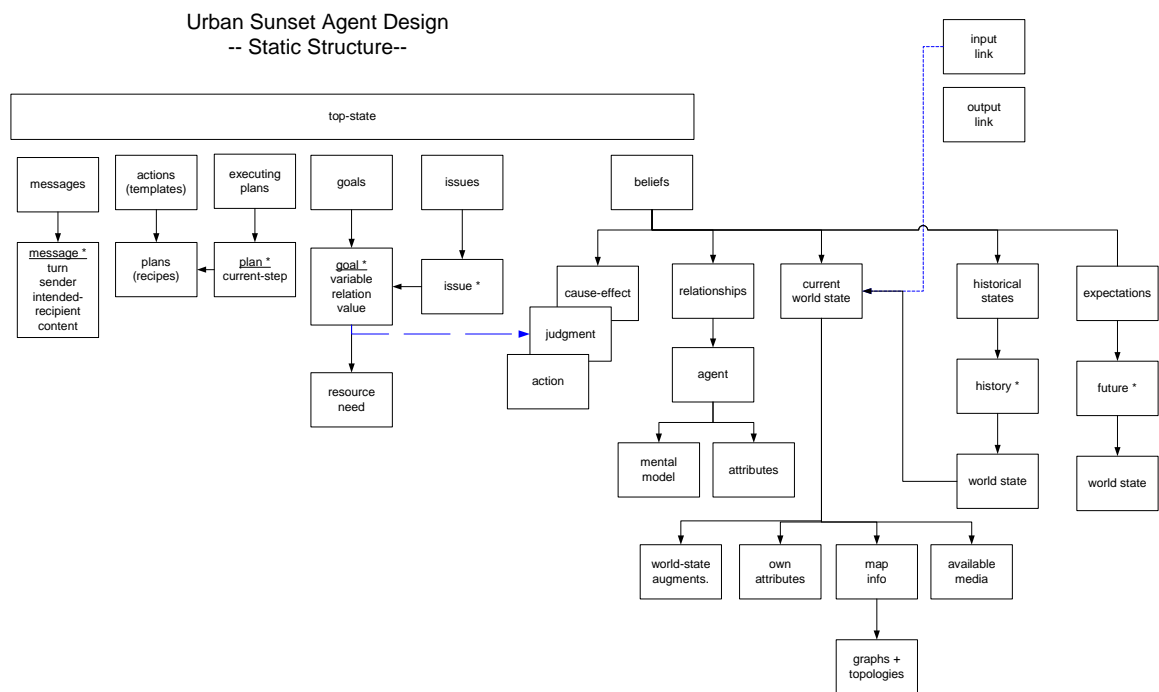 Urban Sunset Agent Design
-- Static Structure--
input
link
output
link
top-state
messages
actions
(templates)
executing
plans
goals
issues
beliefs
message *
turn
sender
intended-
recipient
content
plans
(recipes)
plan *
current-step
goal *
variable
relation
value
issue *
cause-effect
judgment
action
relationships
current
world state
historical
states
expectations
resource
need
agent
history *
future *
mental
model
attributes
world state
world state
world-state
augments.
own
attributes
map
info
available
media
graphs +
topologies